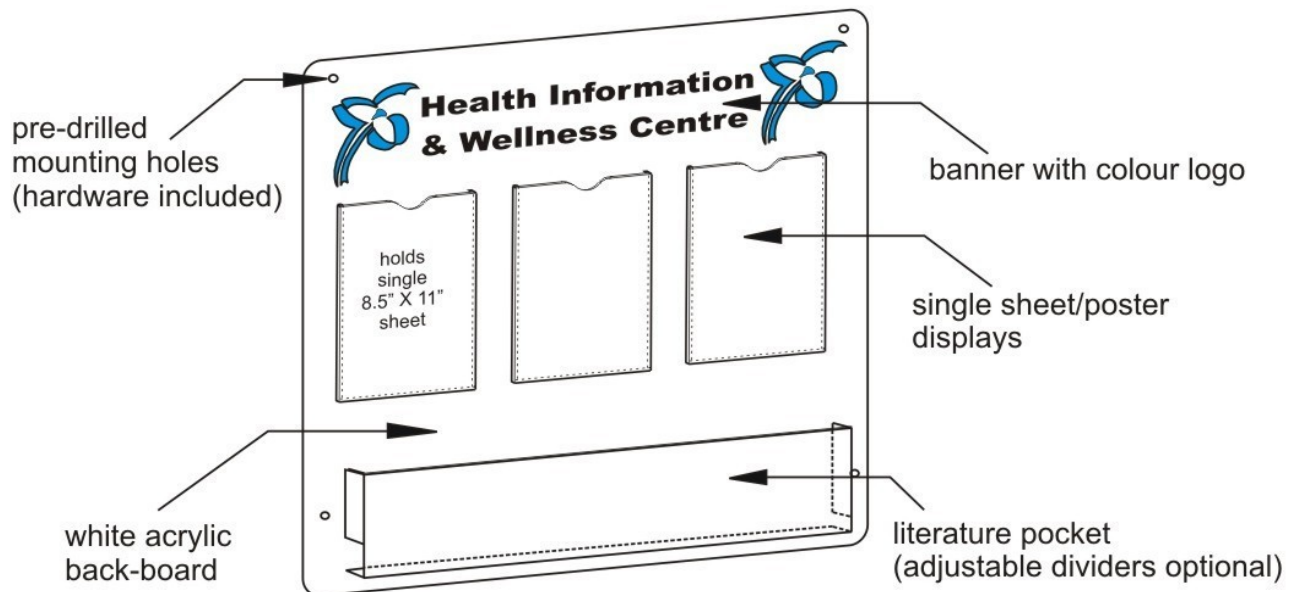 Health Information
& Wellness Centre
pre-drilled
mounting holes
(hardware included)
banner with colour logo
holds
single
8.5” X 11”
sheet
single sheet/poster
displays
white acrylic
back-board
literature pocket
(adjustable dividers optional)